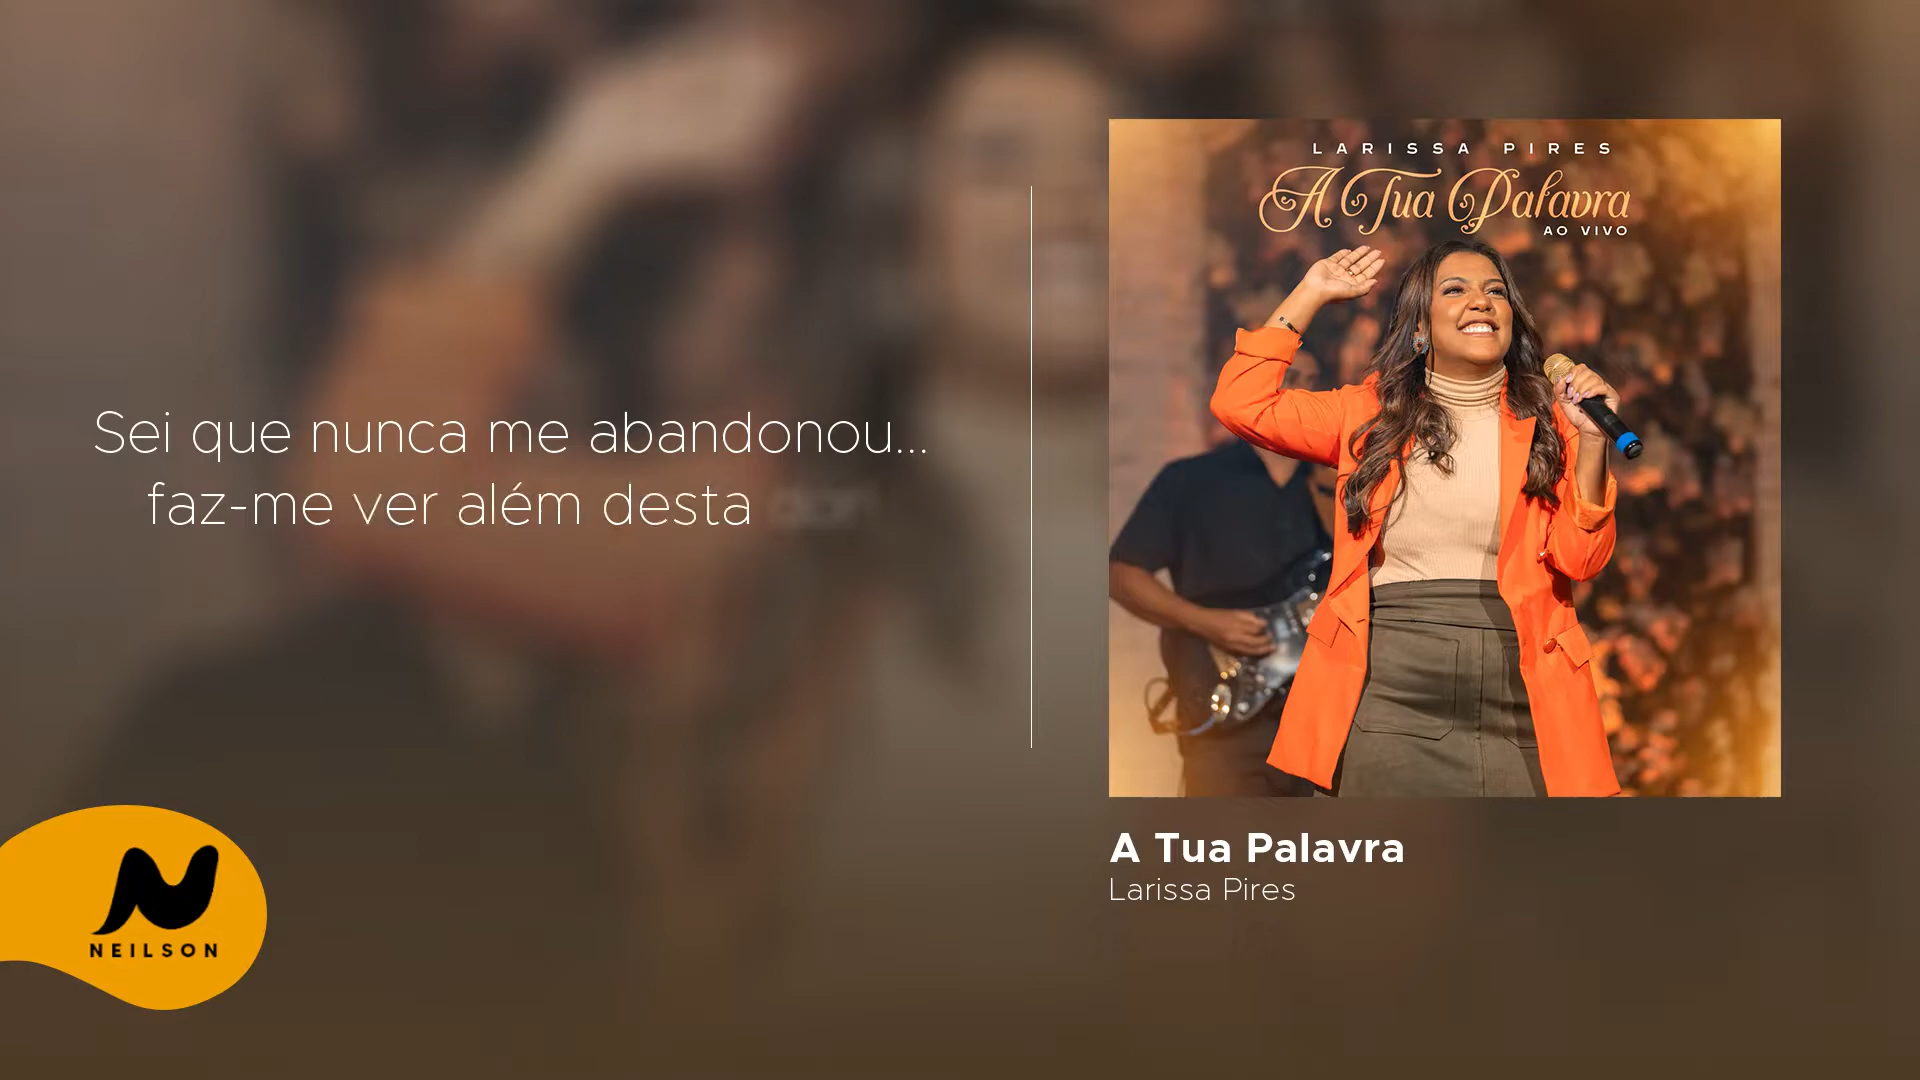 Sei que nunca me abandonou...
faz-me ver além desta
LARISSA PIRES
A Tua Palavra
AO VIVO
A Tua Palavra
Larissa Pires
NEILSON